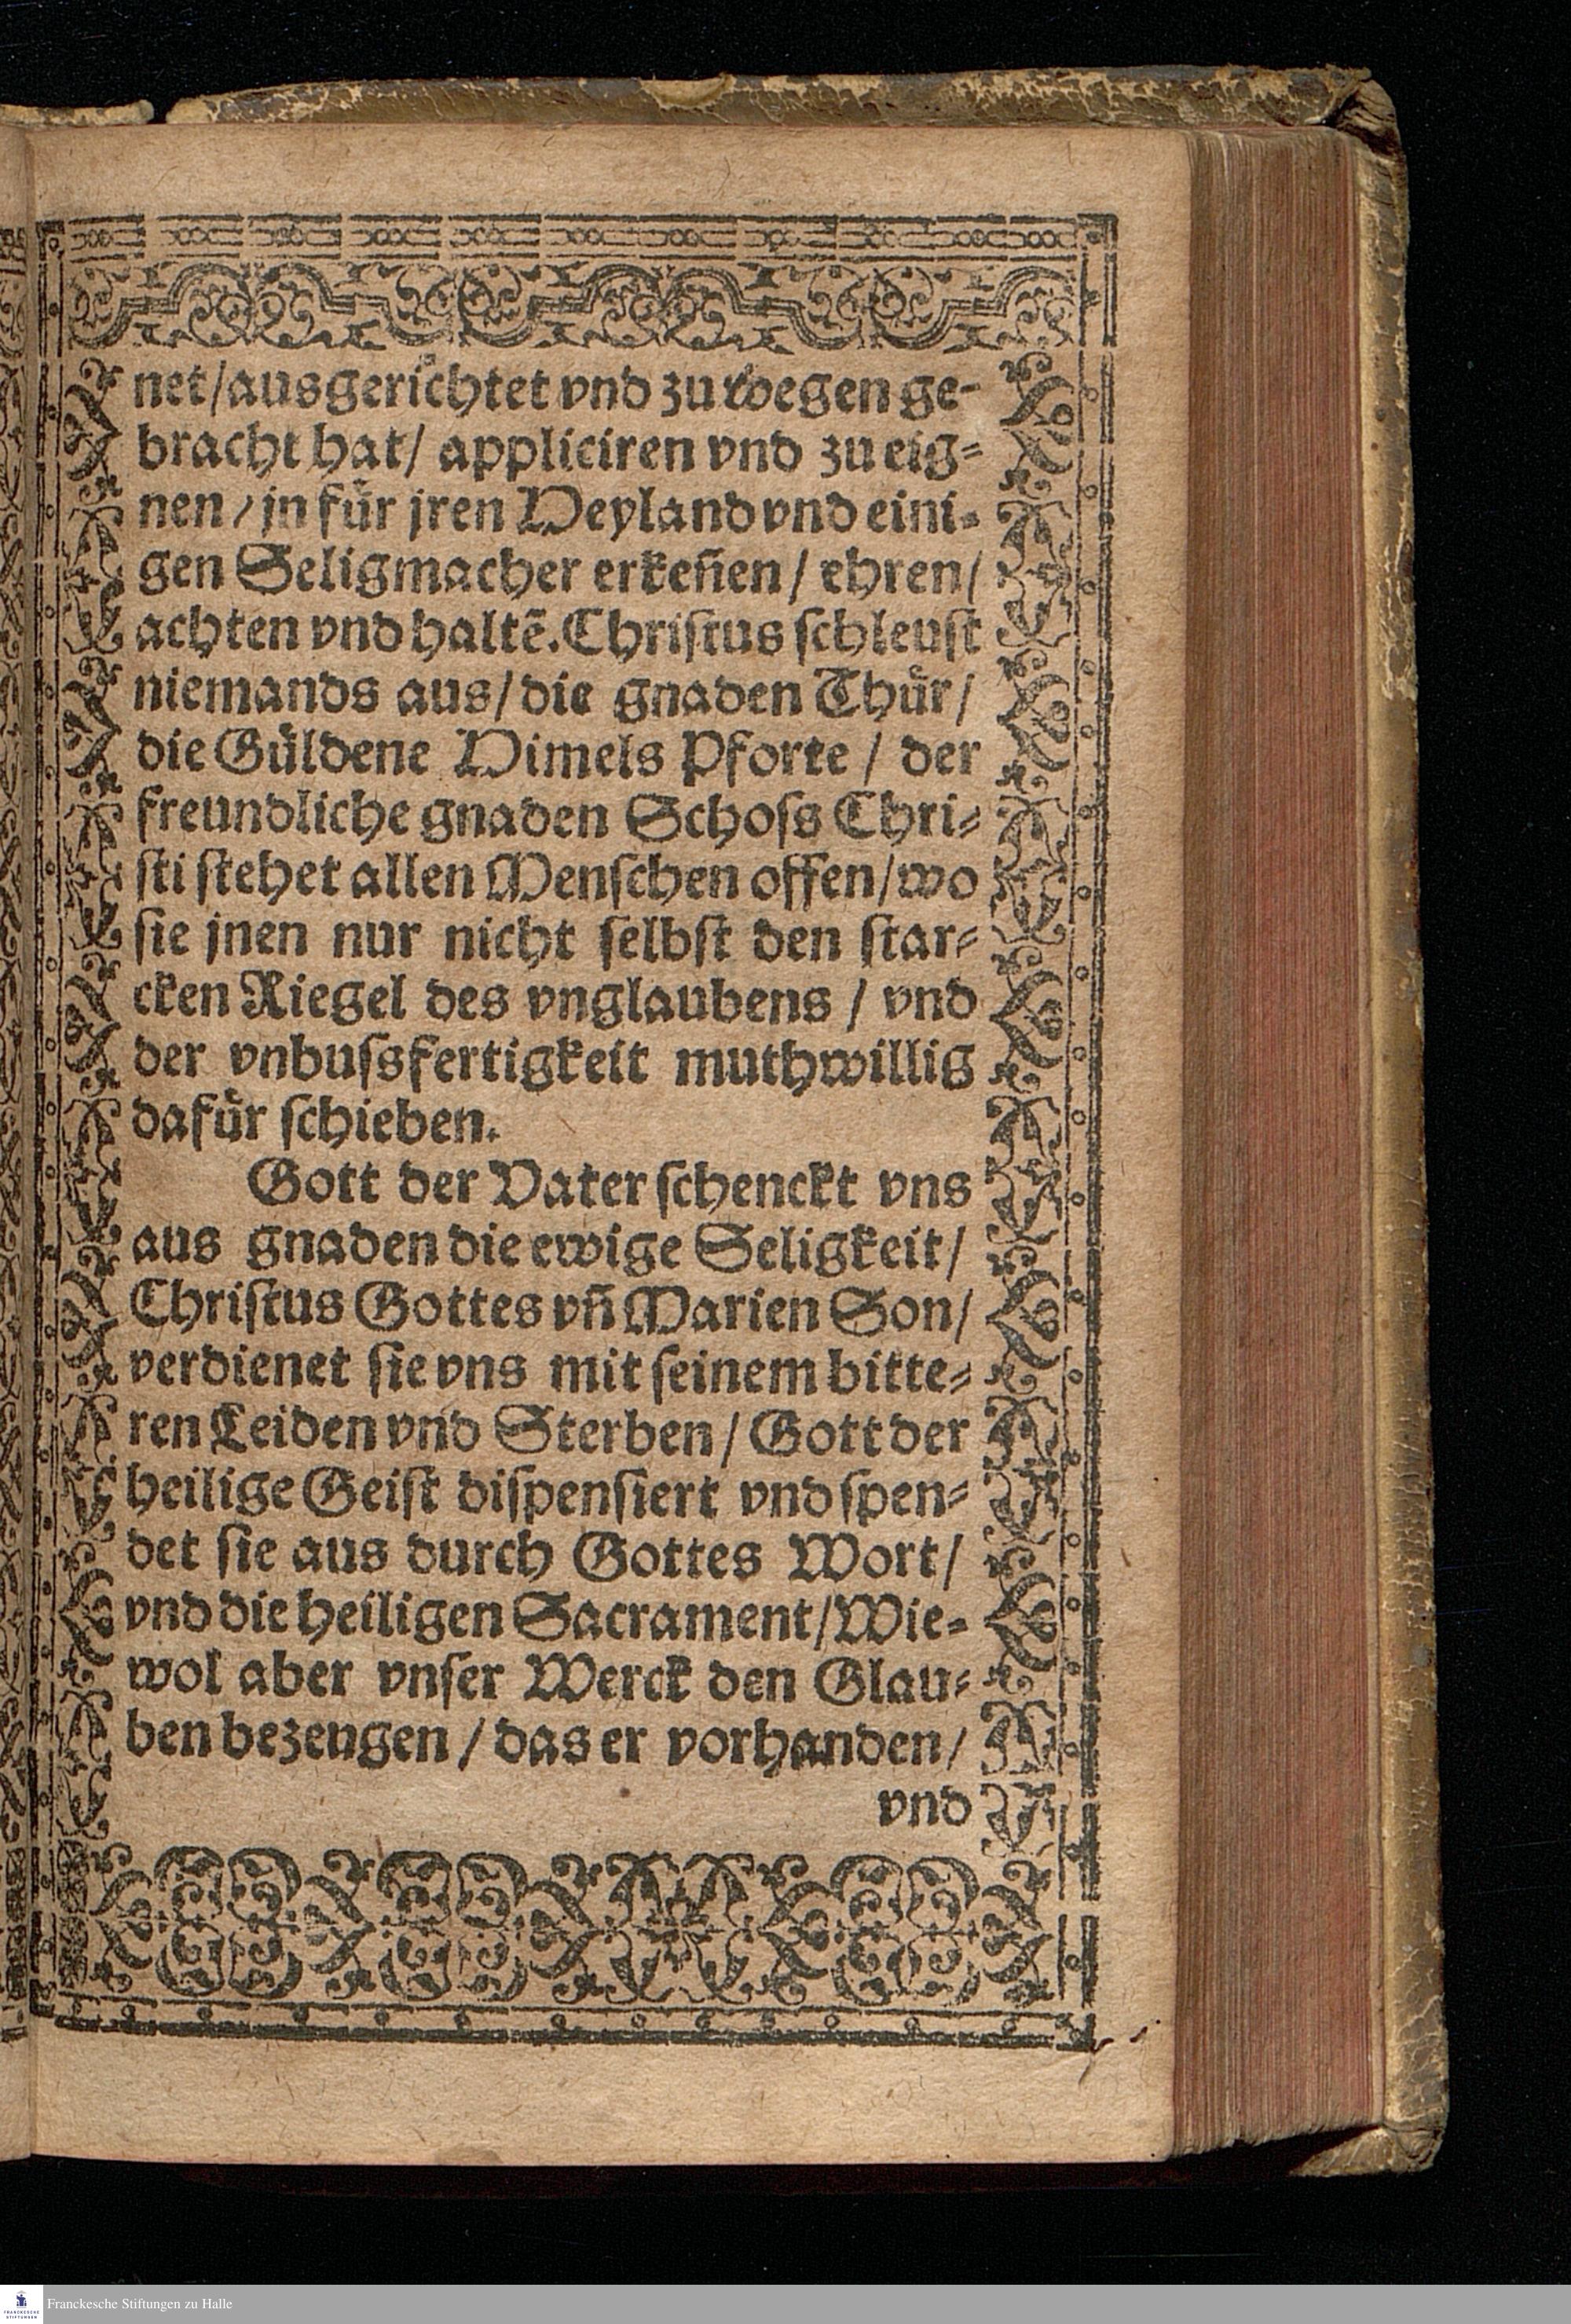 net/ausgerichtet vnd zu wegen ge-
bracht hat/ appliciren vnd zu eig-
nen/ jn fuͤr jren Heyland vnd eini-
gen Seligmacher erkeñen/ ehren/
achten vnd haltẽ. Christus schleust
niemands aus/ die gnaden Thuͤr/
die Guͤldene Himels Pforte/ der
freundliche gnaden Schoss Chri-
sti stehet allen Menschen offen/ wo
sie jnen nur nicht selbst den star-
cken Riegel des vnglaubens/ vnd
der vnbussfertigkeit muthwillig
dafuͤr schieben.
Gott der Vater schenckt vns
aus gnaden die ewige Seligkeit/
Christus Gottes vñ Marien Son/
verdienet sie vns mit seinem bitte-
ren Leiden vnd Sterben/ Gott der
heilige Geist dispensiert vnd spen-
det sie aus durch Gottes Wort/
vnd die heiligen Sacrament/ Wie-
wol aber vnser Werck den Glau-
ben bezeugen/ das er vorhanden/
vnd
Franckesche Stiftungen zu Halle